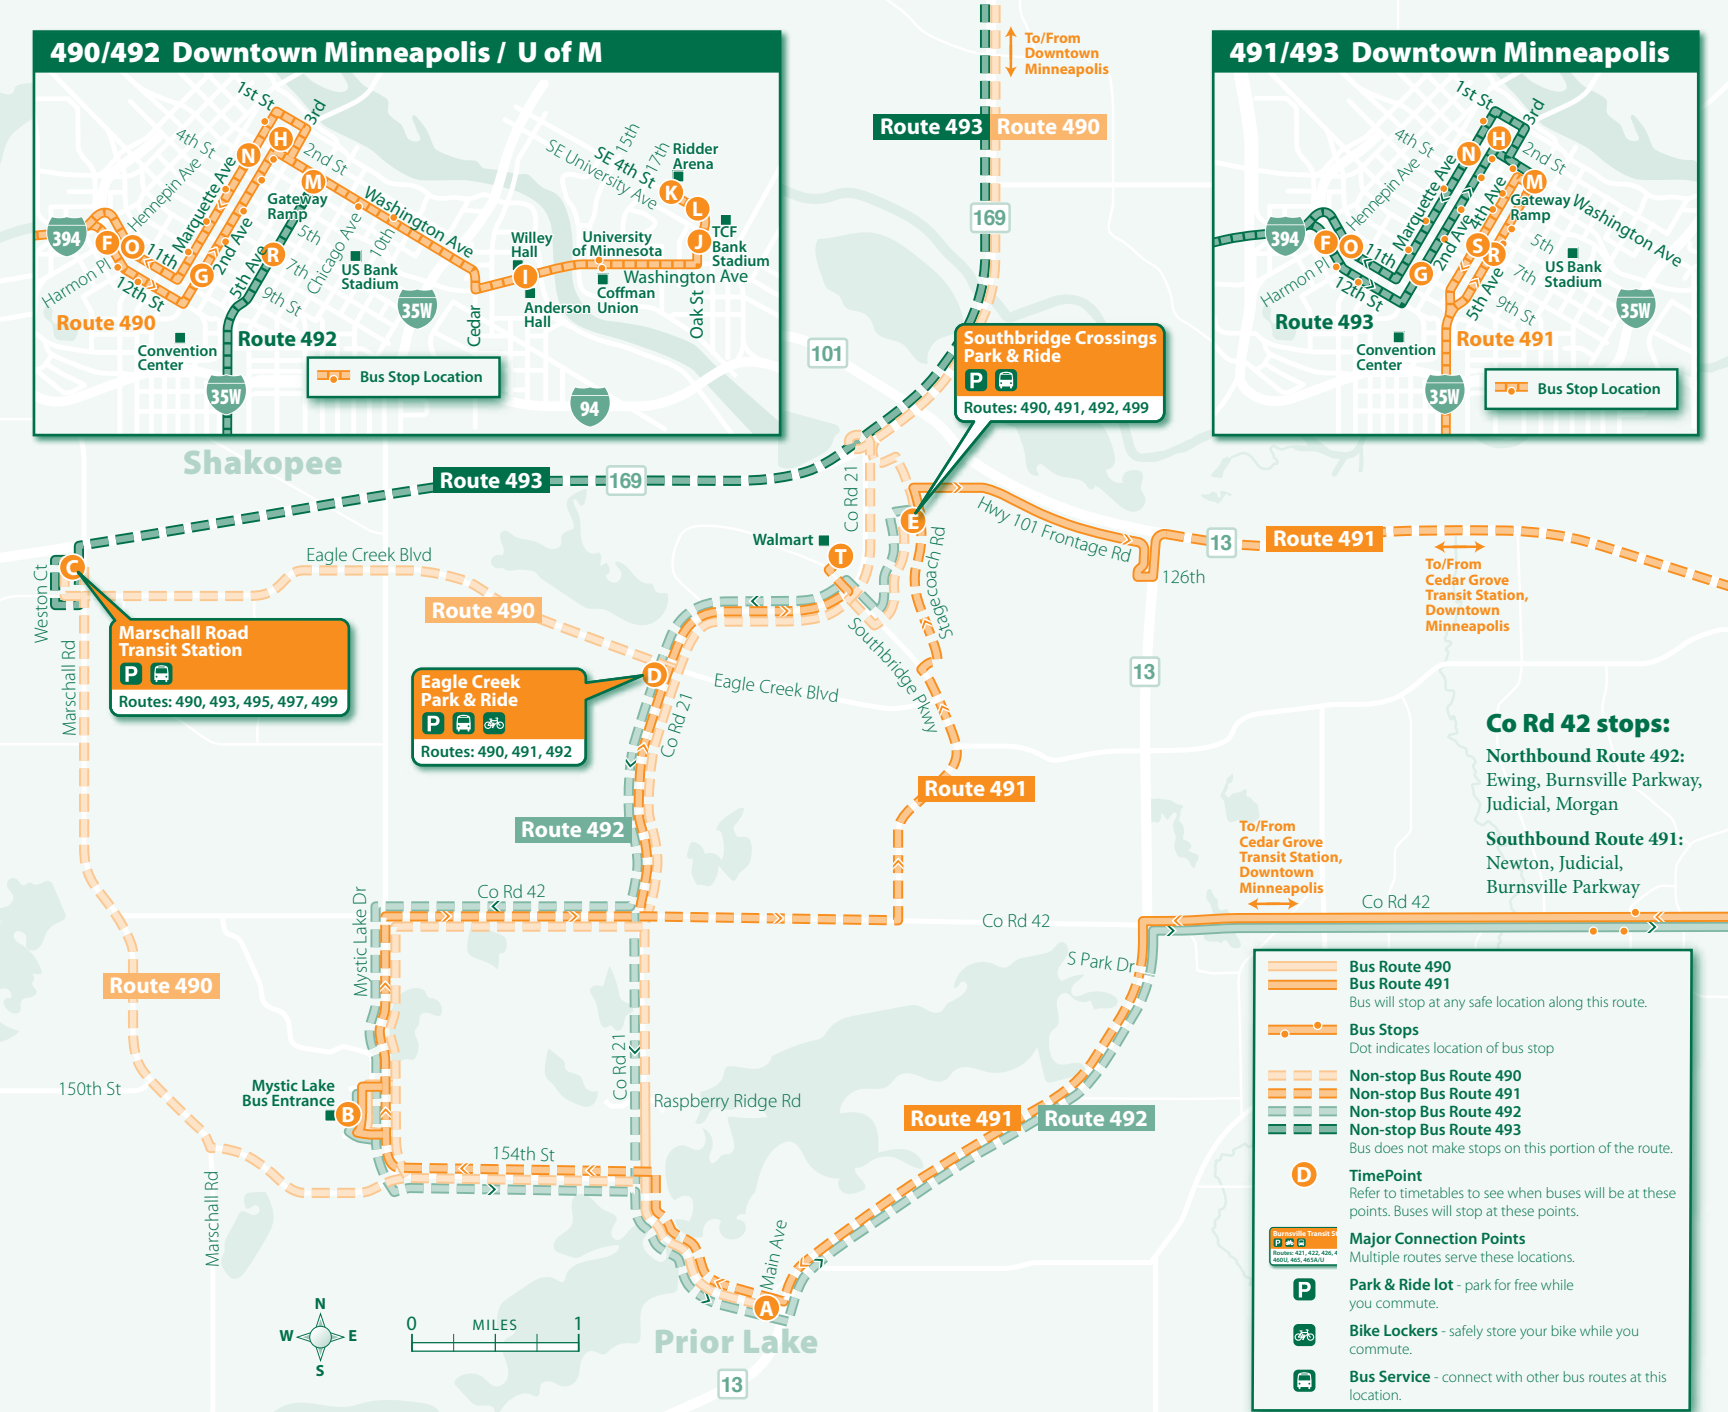 490/492 Downtown Minneapolis / U of M
1st St
3rd
4th St
Hennepin Ave
Marquette Ave
2nd St
H
N
M
Gateway
Ramp
Washington Ave
5th
Chicago Ave
10th
US Bank
Stadium
394
F
O
11th
G
2nd Ave
R
7th
5th Ave
9th St
Harmon Pl
12th St
Route 490
Route 492
Convention
Center
35W
35W
94
Cedar
Willey
Hall
I
Anderson
Hall
University
of Minnesota
Coffman
Union
Washington Ave
Oak St
SE University Ave
SE 4th St
15th
17th
Ridder
Arena
K
L
J
TCF
Bank
Stadium
Bus Stop Location
To/From
Downtown
Minneapolis
Route 493
Route 490
169
101
491/493 Downtown Minneapolis
1st St
3rd
4th St
Hennepin Ave
Marquette Ave
2nd St
H
N
M
Gateway
Ramp
Washington Ave
4th Ave
5th
US Bank
Stadium
394
F
O
11th
G
2nd Ave
S
R
7th
5th Ave
9th St
Harmon Pl
12th St
Route 493
Route 491
Convention
Center
35W
35W
Bus Stop Location
Southbridge Crossings
Park & Ride
P
Routes: 490, 491, 492, 499
Shakopee
Route 493
169
Co Rd 21
Walmart
T
E
Stagecoach Rd
Hwy 101 Frontage Rd
126th
13
Route 491
To/From
Cedar Grove
Transit Station,
Downtown
Minneapolis
Eagle Creek Blvd
C
Weston Ct
Marschall Rd
Marschall Road
Transit Station
P
Routes: 490, 493, 495, 497, 499
Route 490
Eagle Creek
Park & Ride
P
Routes: 490, 491, 492
D
Eagle Creek Blvd
Co Rd 21
Southbridge Pkwy
13
Route 491
Route 492
Co Rd 42 stops:
Northbound Route 492:
Ewing, Burnsville Parkway,
Judicial, Morgan
Southbound Route 491:
Newton, Judicial,
Burnsville Parkway
To/From
Cedar Grove
Transit Station,
Downtown
Minneapolis
Co Rd 42
Co Rd 42
Co Rd 42
Mystic Lake Dr
S Park Dr
Route 490
Co Rd 21
150th St
Mystic Lake
Bus Entrance
B
Raspberry Ridge Rd
Route 491
Route 492
154th St
Marschall Rd
Main Ave
A
Prior Lake
13
N
W
E
S
0
MILES
1
Bus Route 490
Bus Route 491
Bus will stop at any safe location along this route.
Bus Stops
Dot indicates location of bus stop
Non-stop Bus Route 490
Non-stop Bus Route 491
Non-stop Bus Route 492
Non-stop Bus Route 493
Bus does not make stops on this portion of the route.
D
TimePoint
Refer to timetables to see when buses will be at these
points. Buses will stop at these points.
Burnsville Transit St
P
Routes: 421, 422, 426, 4
460U, 465, 465A/U
Major Connection Points
Multiple routes serve these locations.
P
Park & Ride lot - park for free while
you commute.
Bike Lockers - safely store your bike while you
commute.
Bus Service - connect with other bus routes at this
location.